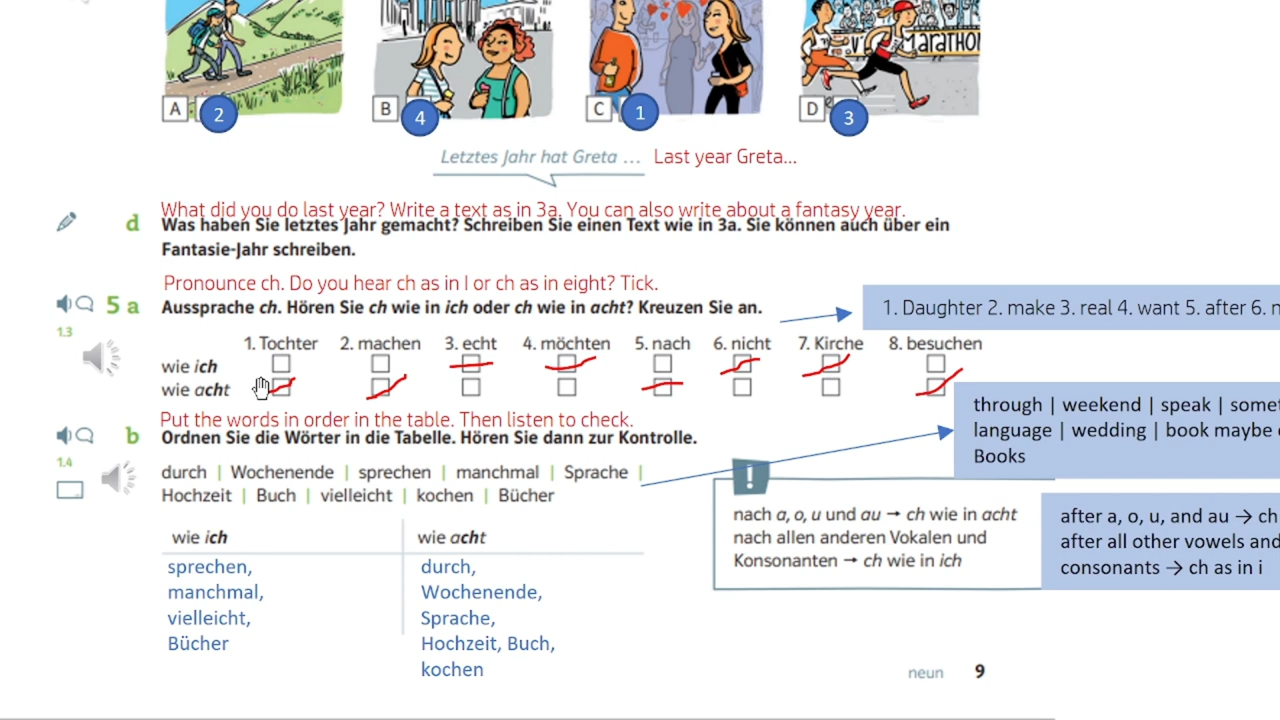 Marathon
A 2
B 4
C 1
D 3
Letztes Jahr hat Greta ... Last year Greta...
What did you do last year? Write a text as in 3a. You can also write about a fantasy year.
d Was haben Sie letztes Jahr gemacht? Schreiben Sie einen Text wie in 3a. Sie können auch über ein
Fantasie-Jahr schreiben.
Pronounce ch. Do you hear ch as in I or ch as in eight? Tick.
5 a Aussprache ch. Hören Sie ch wie in ich oder ch wie in acht? Kreuzen Sie an.
1.3
1. Daughter 2. make 3. real 4. want 5. after 6. n
1. Tochter 2. machen 3. echt 4. möchten 5. nach 6. nicht 7. Kirche 8. besuchen
wie ich
wie acht
Put the words in order in the table. Then listen to check.
b Ordnen Sie die Wörter in die Tabelle. Hören Sie dann zur Kontrolle.
1.4
durch | Wochenende | sprechen | manchmal | Sprache |
Hochzeit | Buch | vielleicht | kochen | Bücher
through | weekend | speak | somet
language | wedding | book maybe
Books
wie ich
sprechen,
manchmal,
vielleicht,
Bücher
wie acht
durch,
Wochenende,
Sprache,
Hochzeit, Buch,
kochen
!
nach a, o, u und au → ch wie in acht
nach allen anderen Vokalen und
Konsonanten → ch wie in ich
after a, o, u, and au → ch
after all other vowels and
consonants → ch as in i
neun 9